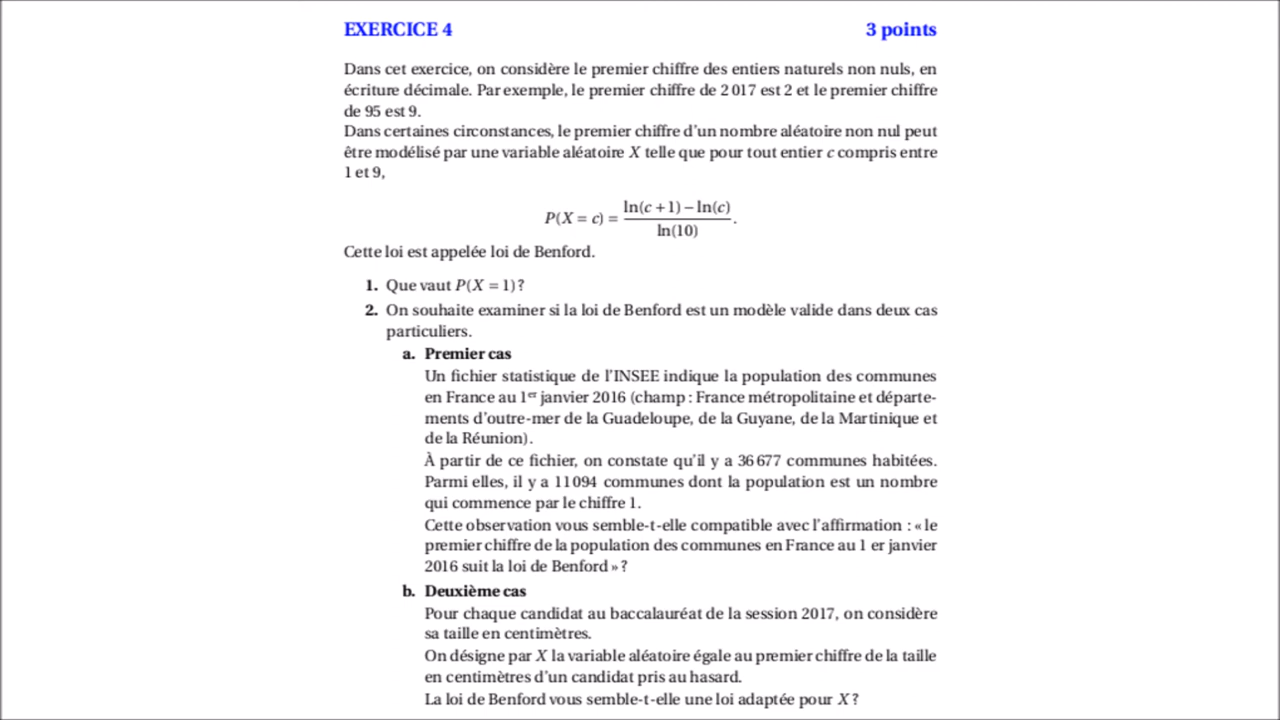 EXERCICE 4 3 points
Dans cet exercice, on considère le premier chiffre des entiers naturels non nuls, en
écriture décimale. Par exemple, le premier chiffre de 2 017 est 2 et le premier chiffre
de 95 est 9.
Dans certaines circonstances, le premier chiffre d'un nombre aléatoire non nul peut
être modélisé par une variable aléatoire X telle que pour tout entier c compris entre
1 et 9,
P(X = c) = \frac{ln(c + 1) − ln(c)}{ln(10)}.
Cette loi est appelée loi de Benford.
1. Que vaut P(X = 1) ?
2. On souhaite examiner si la loi de Benford est un modèle valide dans deux cas
particuliers.
a. Premier cas
Un fichier statistique de l'INSEE indique la population des communes
en France au 1er janvier 2016 (champ : France métropolitaine et départe-
ments d'outre-mer de la Guadeloupe, de la Guyane, de la Martinique et
de la Réunion).
À partir de ce fichier, on constate qu'il y a 36 677 communes habitées.
Parmi elles, il y a 11 094 communes dont la population est un nombre
qui commence par le chiffre 1.
Cette observation vous semble-t-elle compatible avec l'affirmation : « le
premier chiffre de la population des communes en France au 1 er janvier
2016 suit la loi de Benford » ?
b. Deuxième cas
Pour chaque candidat au baccalauréat de la session 2017, on considère
sa taille en centimètres.
On désigne par X la variable aléatoire égale au premier chiffre de la taille
en centimètres d'un candidat pris au hasard.
La loi de Benford vous semble-t-elle une loi adaptée pour X ?